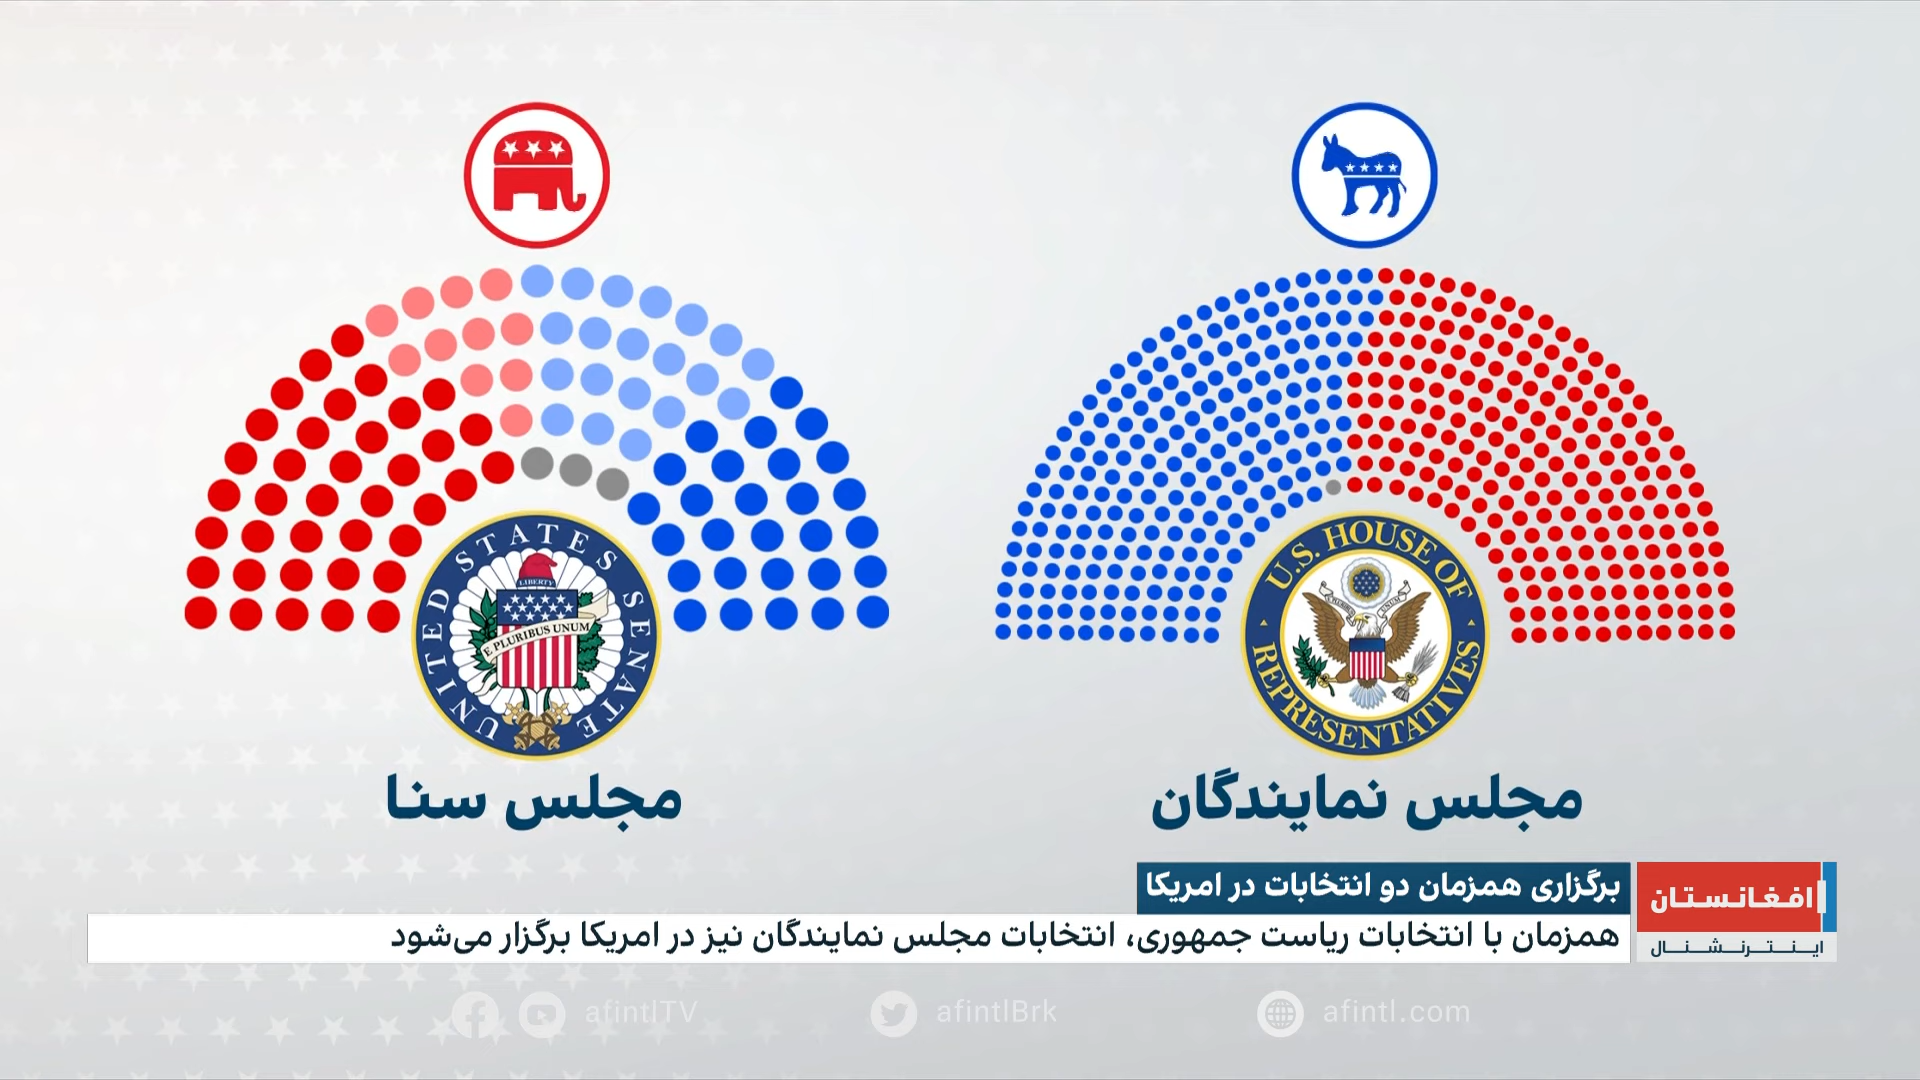 UNITED STATES SENATE
LIBERTY
E PLURIBUS UNUM
U.S. HOUSE OF
REPRESENTATIVES
E PLURIBUS UNUM
مجلس نمایندگان
مجلس سنا
برگزاری همزمان دو انتخابات در امریکا
همزمان با انتخابات ریاست جمهوری، انتخابات مجلس نمایندگان نیز در امریکا برگزار می‌شود
افغانستان
اینترنشنال
afintlTV
afintlBrk
afintl.com